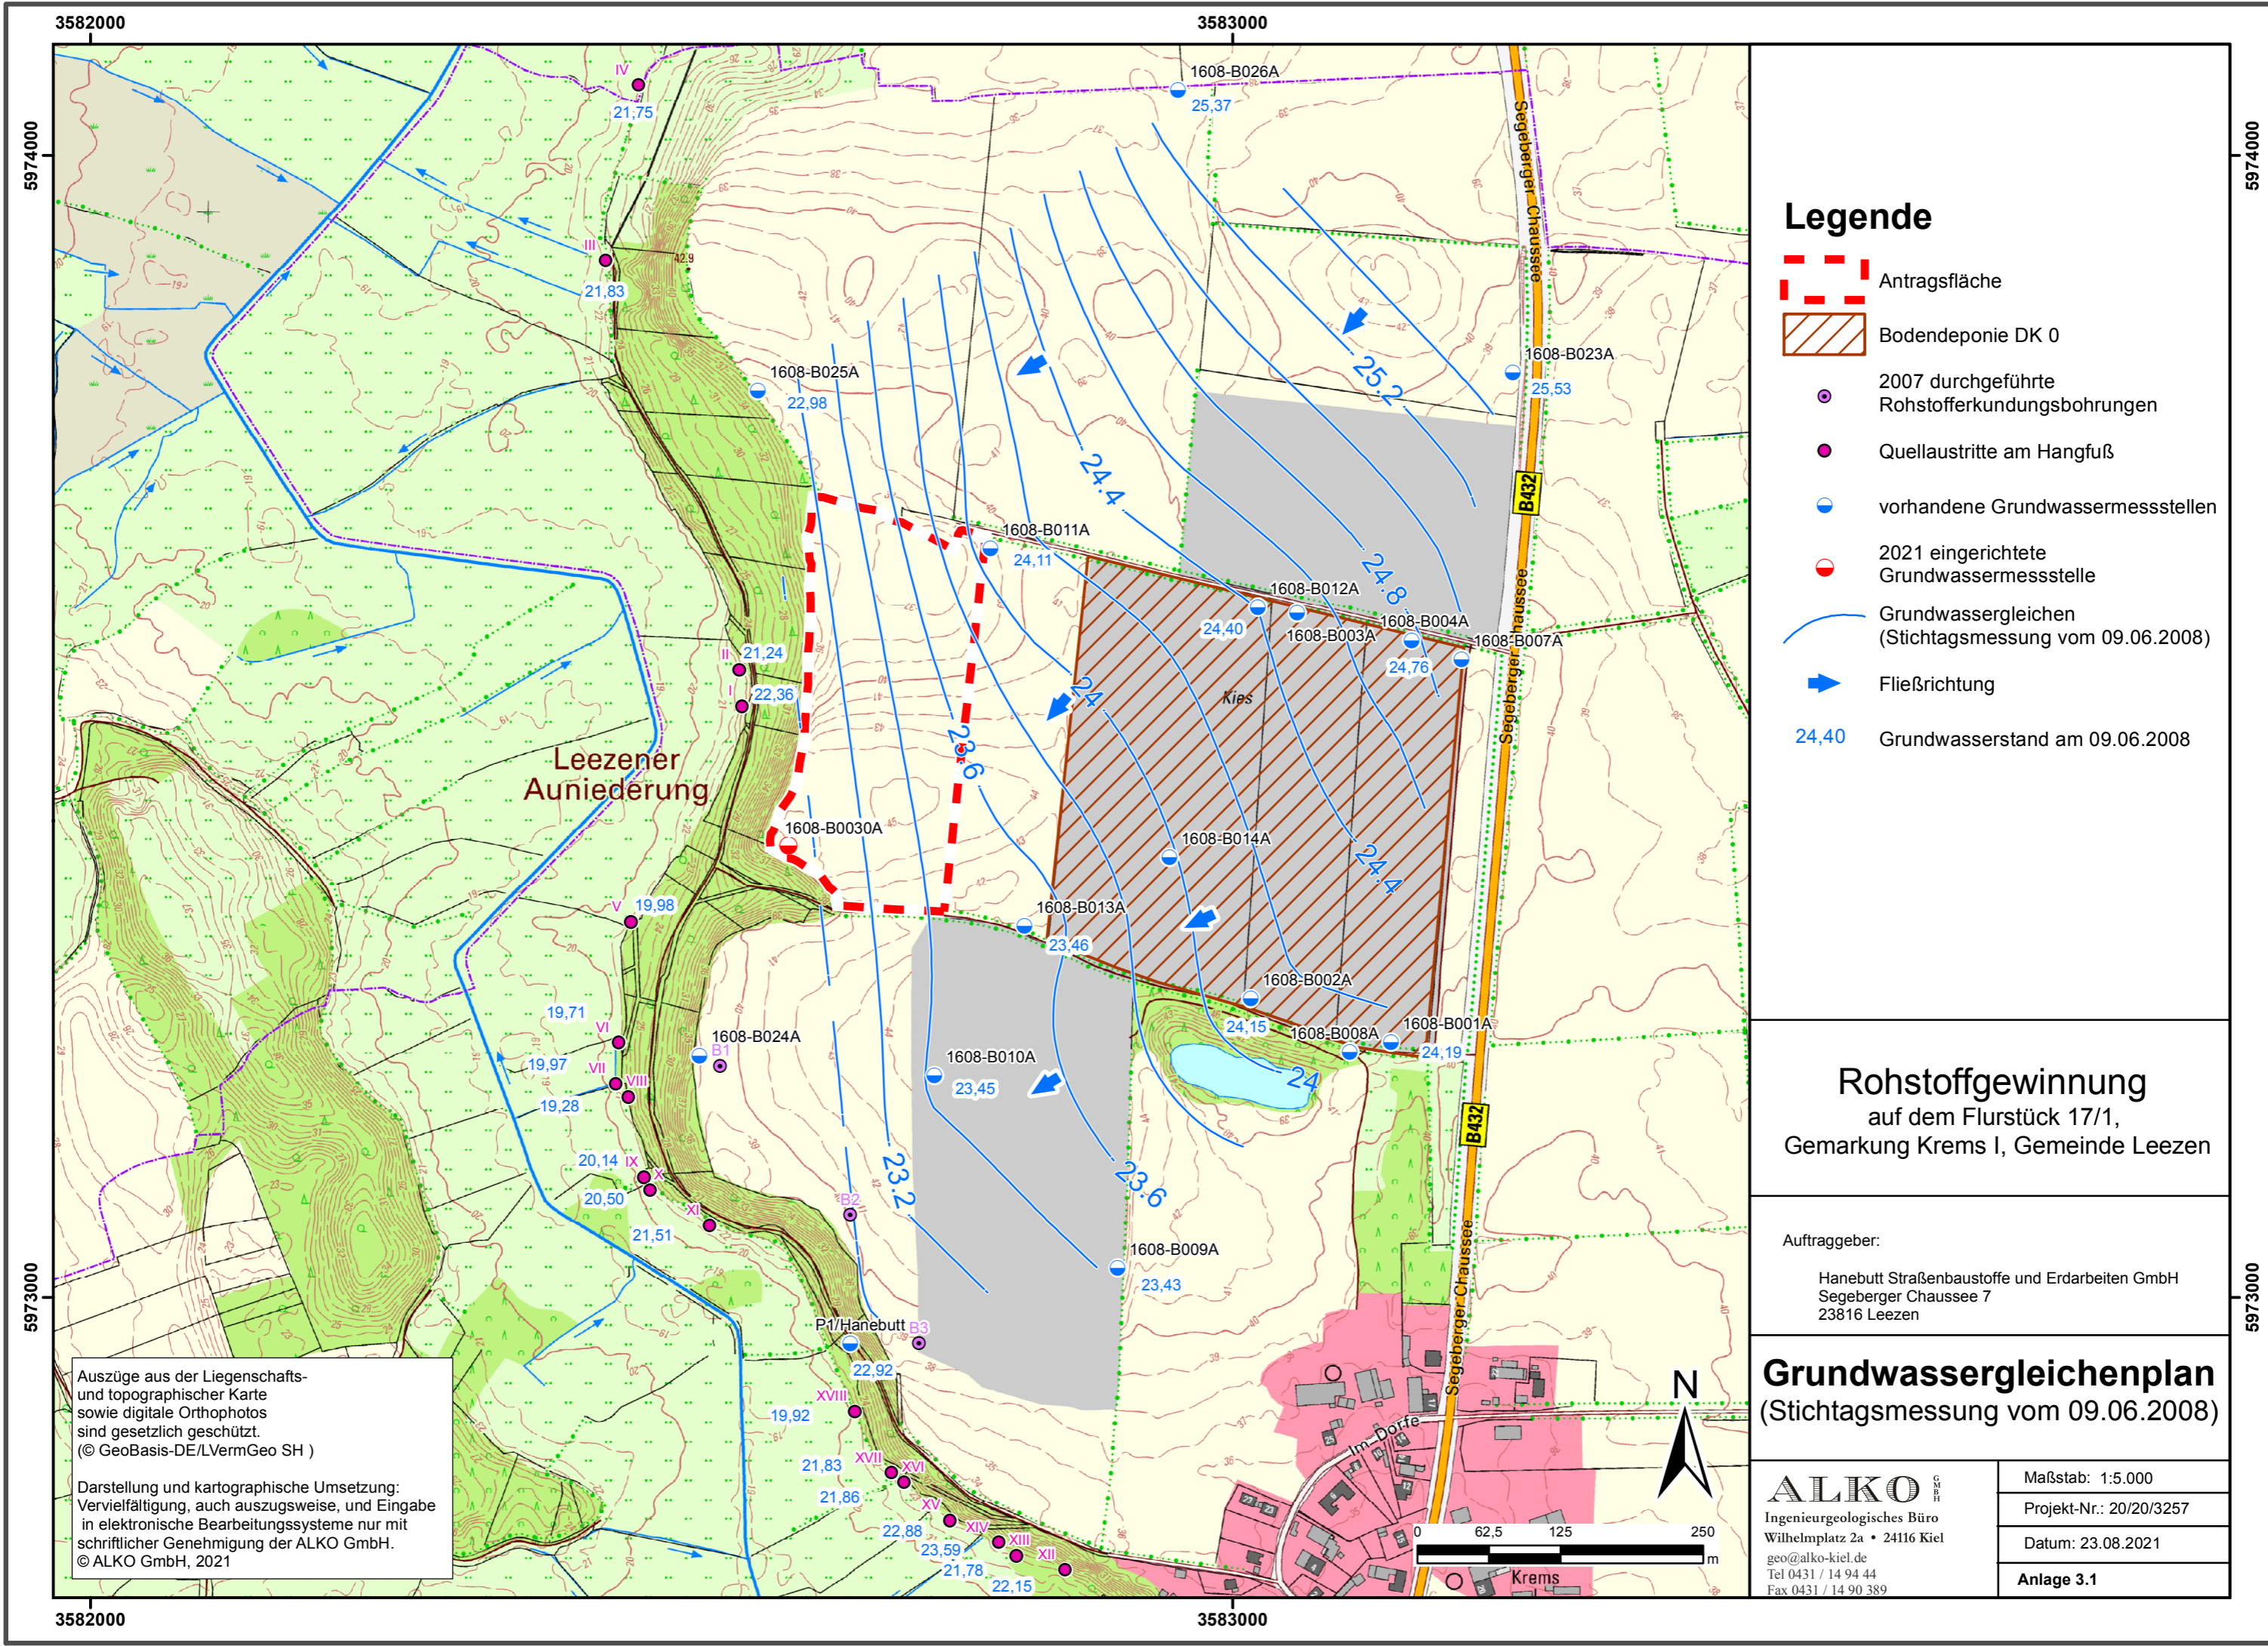 3582000
3583000
5974000
5974000
5973000
5973000
3582000
3583000
IV
21,75
1608-B026A
25,37
III
21,83
42.9
1608-B025A
22,98
1608-B023A
25,53
25.2
24.4
Segeberger Chaussee
B432
1608-B011A
24,11
24.8
1608-B012A
24,40
1608-B003A
1608-B004A
24,76
1608-B007A
Segeberger Chaussee
II
21,24
I
22,36
Kies
24
23.6
Leezener
Auniederung
1608-B0030A
1608-B014A
24.4
V
19,98
1608-B013A
23,46
1608-B002A
24,15
1608-B008A
1608-B001A
24,19
19,71
VI
1608-B024A
B1
19,97
VII
VIII
19,28
1608-B010A
23,45
24
B432
20,14
IX
X
20,50
XI
21,51
B2
23.2
23.6
1608-B009A
23,43
Segeberger Chaussee
P1/Hanebutt
B3
22,92
XVIII
19,92
XVII
XVI
21,83
21,86
XV
22,88
XIV
23,59
XIII
21,78
XII
22,15
Im Dorfe
Krems
N
0
62,5
125
250
m
Auszüge aus der Liegenschafts-
und topographischer Karte
sowie digitale Orthophotos
sind gesetzlich geschützt.
(© GeoBasis-DE/LVermGeo SH )
Darstellung und kartographische Umsetzung:
Vervielfältigung, auch auszugsweise, und Eingabe
in elektronische Bearbeitungssysteme nur mit
schriftlicher Genehmigung der ALKO GmbH.
© ALKO GmbH, 2021
Legende
Antragsfläche
Bodendeponie DK 0
2007 durchgeführte
Rohstofferkundungsbohrungen
Quellaustritte am Hangfuß
vorhandene Grundwassermessstellen
2021 eingerichtete
Grundwassermessstelle
Grundwassergleichen
(Stichtagsmessung vom 09.06.2008)
Fließrichtung
24,40 Grundwasserstand am 09.06.2008
Rohstoffgewinnung
auf dem Flurstück 17/1,
Gemarkung Krems I, Gemeinde Leezen
Auftraggeber:
Hanebutt Straßenbaustoffe und Erdarbeiten GmbH
Segeberger Chaussee 7
23816 Leezen
Grundwassergleichenplan
(Stichtagsmessung vom 09.06.2008)
ALKO GMBH
Ingenieurgeologisches Büro
Wilhelmplatz 2a • 24116 Kiel
geo@alko-kiel.de
Tel 0431 / 14 94 44
Fax 0431 / 14 90 389
Maßstab: 1:5.000
Projekt-Nr.: 20/20/3257
Datum: 23.08.2021
Anlage 3.1